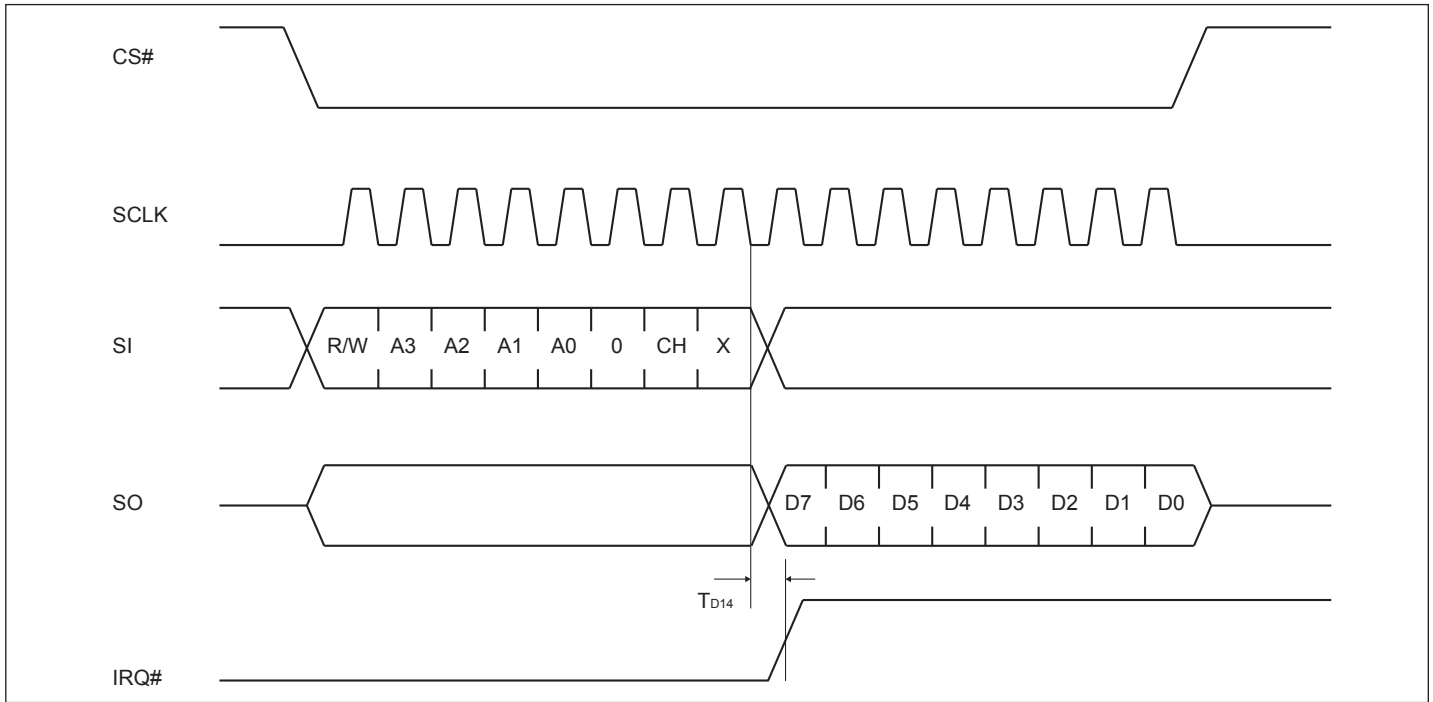 CS#
SCLK
SI
R/W A3 A2 A1 A0 0 CH X
SO
D7 D6 D5 D4 D3 D2 D1 D0
TD14
IRQ#